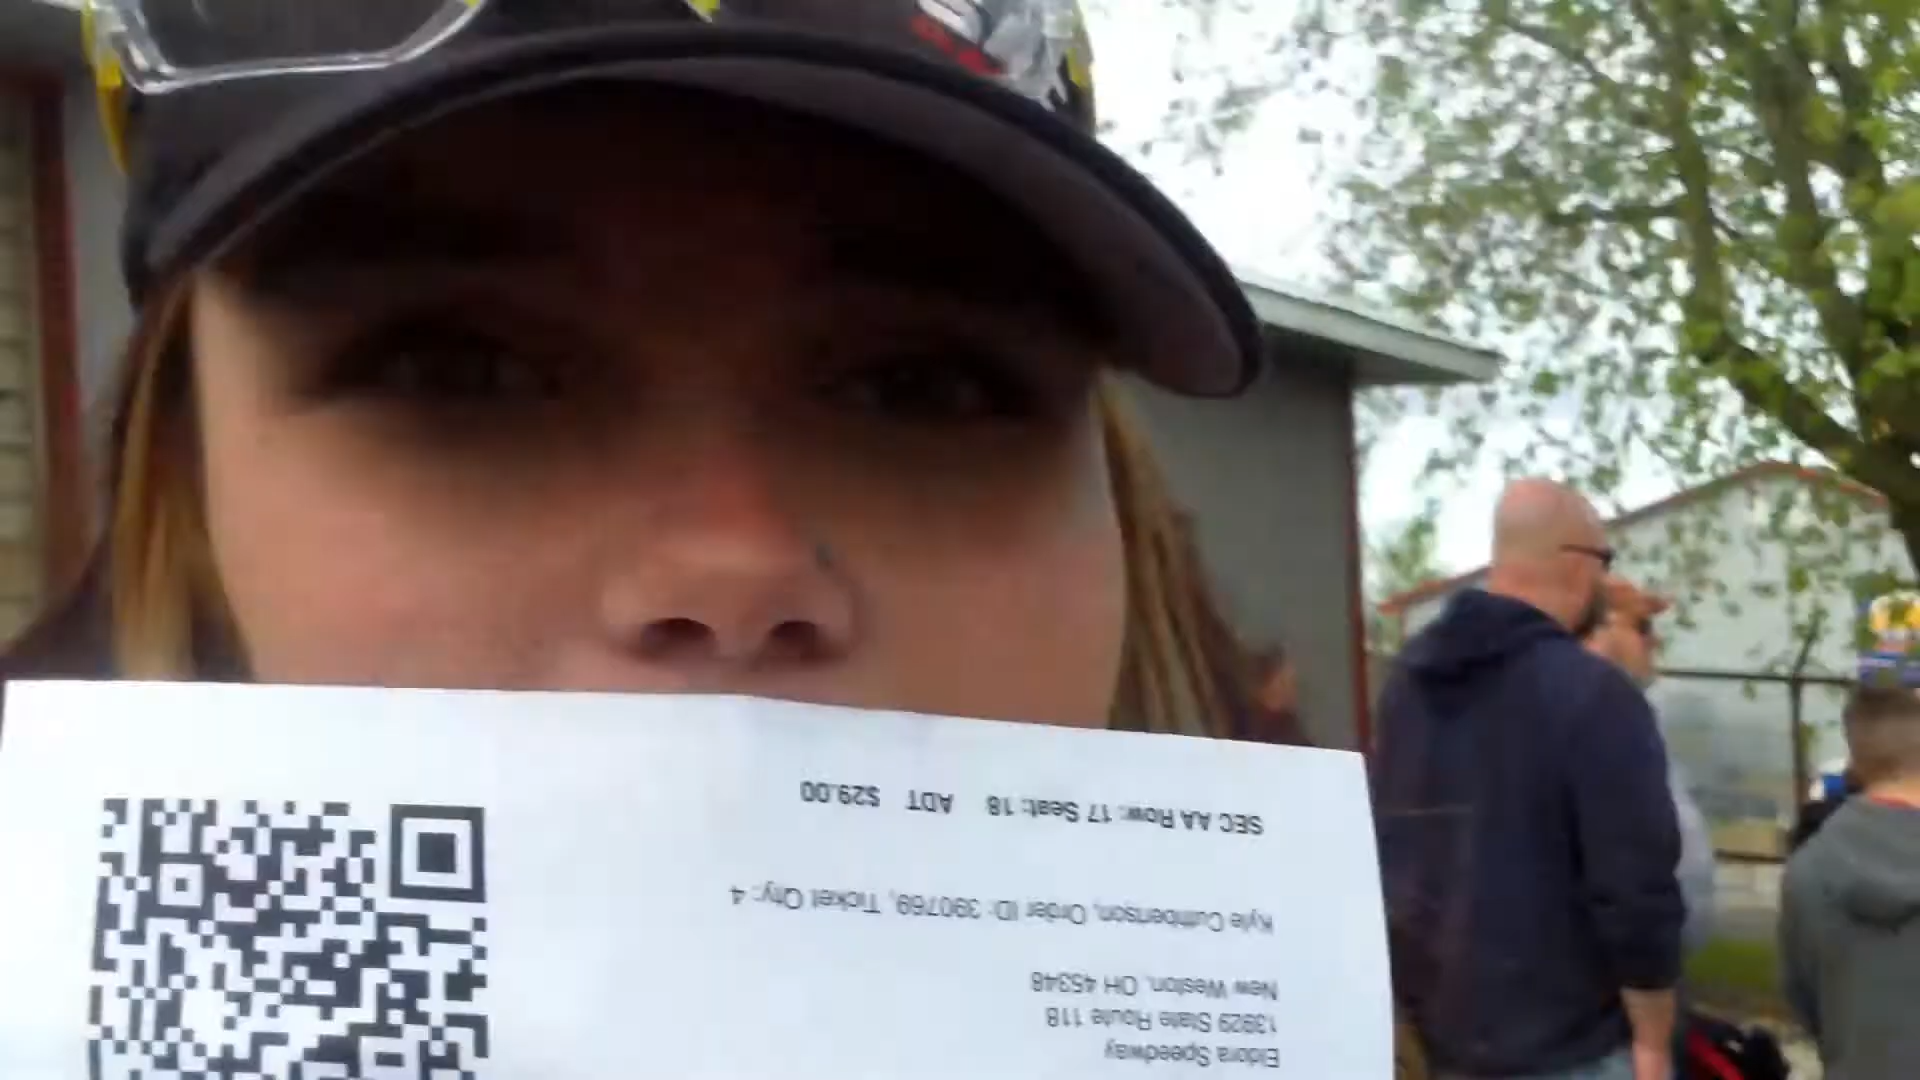 Eldora Speedway
13929 State Route 118
New Weston, OH 45348
Kyle Order ID: 390769, Ticket Qty: 4
SEC AA Row: 17 Seat: 18 ADT $29.00